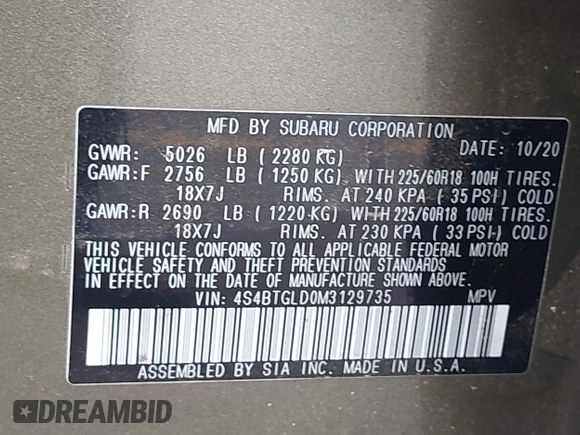 MFD BY SUBARU CORPORATION
GVWR: 5026 LB ( 2280 KG) DATE: 10/20
GAWR:F 2756 LB ( 1250 KG) WITH 225/60R18 100H TIRES.
18X7J RIMS. AT 240 KPA ( 35 PSI) COLD
GAWR:R 2690 LB ( 1220 KG) WITH 225/60R18 100H TIRES.
18X7J RIMS. AT 230 KPA ( 33 PSI) COLD
THIS VEHICLE CONFORMS TO ALL APPLICABLE FEDERAL MOTOR
VEHICLE SAFETY AND THEFT PREVENTION STANDARDS
IN EFFECT ON THE DATE OF MANUFACTURE SHOWN ABOVE.
VIN: 4S4BTGLD0M3129735 MPV
ASSEMBLED BY SIA INC. MADE IN U.S.A.
DREAMBID